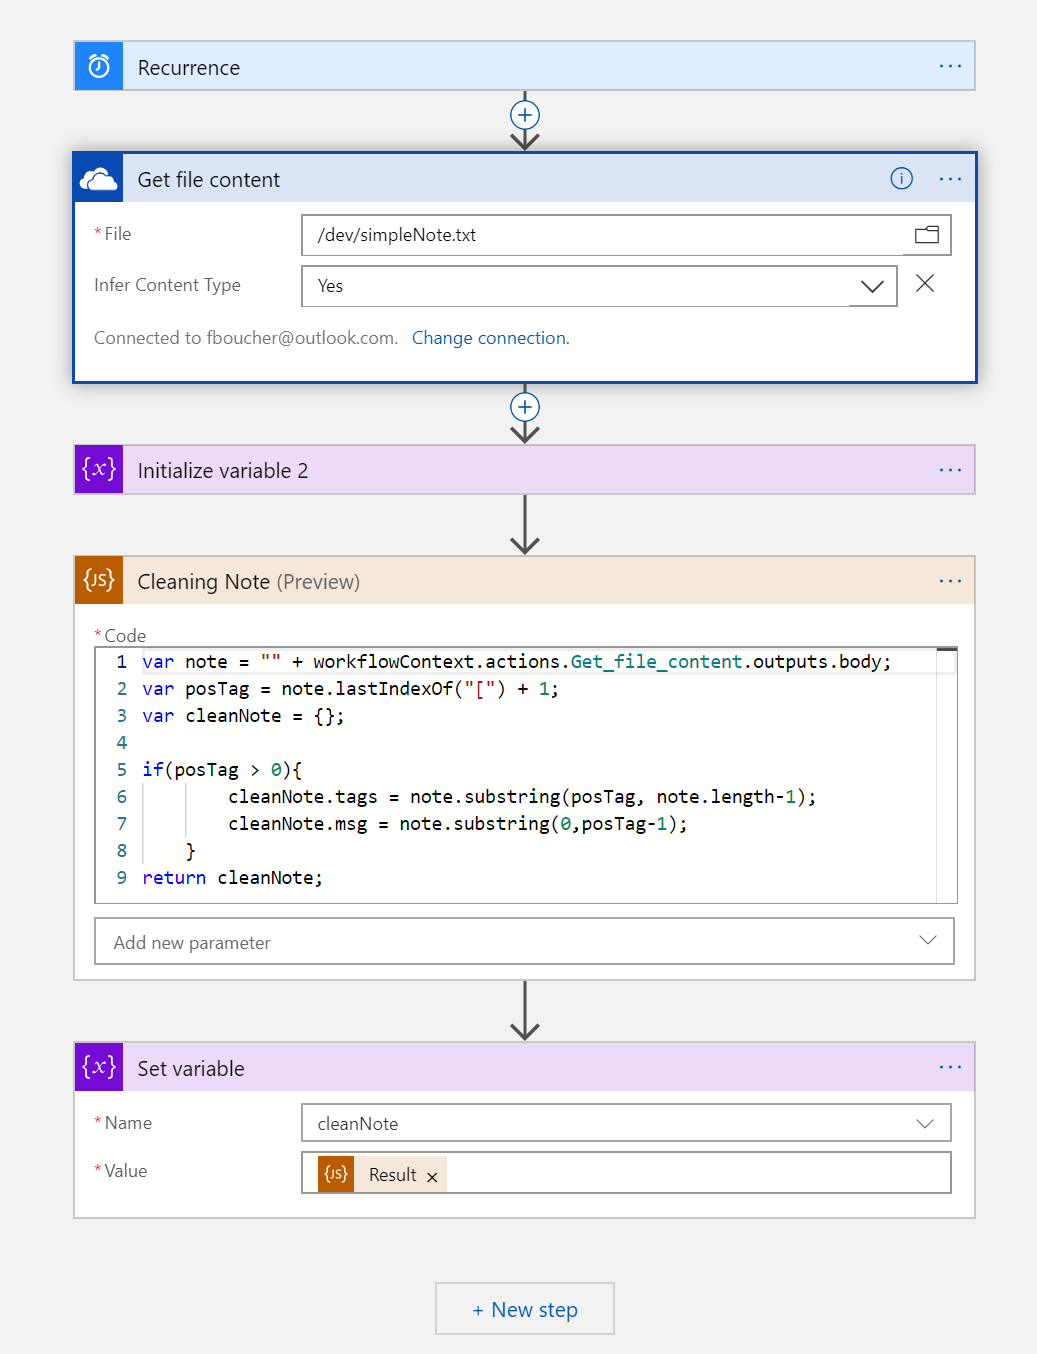 Recurrence ...
Get file content ...
* File /dev/simpleNote.txt
Infer Content Type Yes
Connected to fboucher@outlook.com. Change connection.
{x} Initialize variable 2 ...
{JS} Cleaning Note (Preview) ...
* Code
1 var note = "" + workflowContext.actions.Get_file_content.outputs.body;
2 var posTag = note.lastIndexOf("[") + 1;
3 var cleanNote = {};
4
5 if(posTag > 0){
6 cleanNote.tags = note.substring(posTag, note.length-1);
7 cleanNote.msg = note.substring(0,posTag-1);
8 }
9 return cleanNote;
Add new parameter
{x} Set variable ...
* Name cleanNote
* Value {JS} Result ×
+ New step